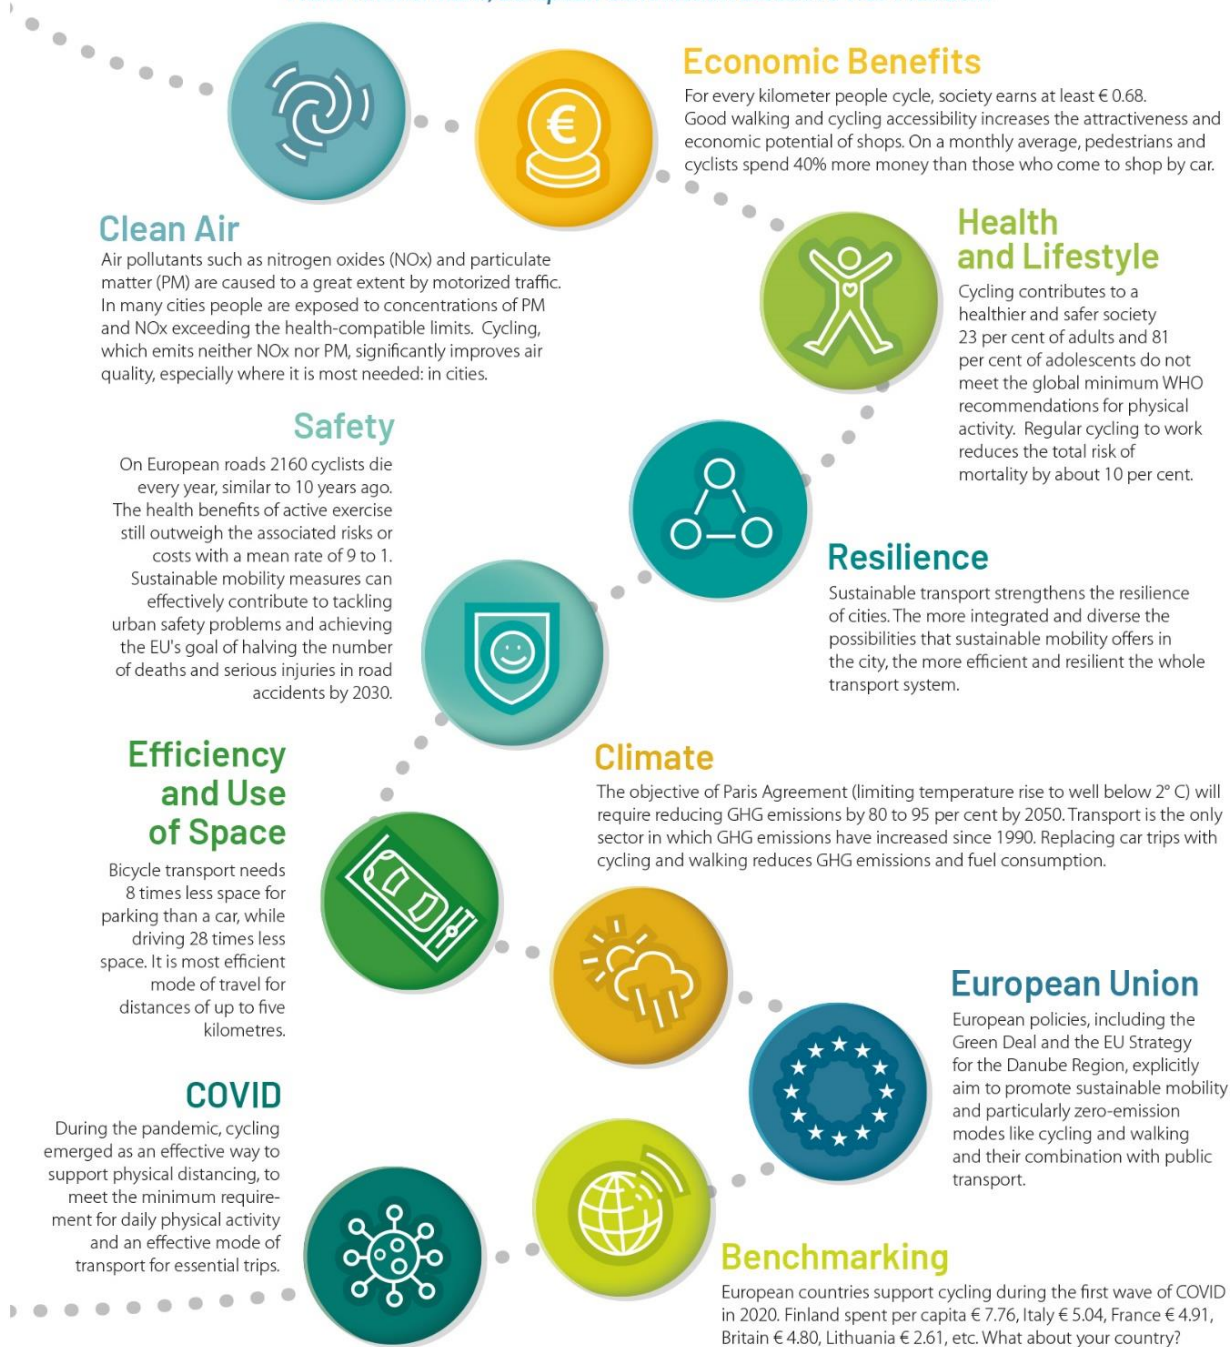 Economic Benefits
For every kilometer people cycle, society earns at least € 0.68.
Good walking and cycling accessibility increases the attractiveness and
economic potential of shops. On a monthly average, pedestrians and
cyclists spend 40% more money than those who come to shop by car.
Clean Air
Air pollutants such as nitrogen oxides (NOx) and particulate
matter (PM) are caused to a great extent by motorized traffic.
In many cities people are exposed to concentrations of PM
and NOx exceeding the health-compatible limits. Cycling,
which emits neither NOx nor PM, significantly improves air
quality, especially where it is most needed: in cities.
Health
and Lifestyle
Cycling contributes to a
healthier and safer society
23 per cent of adults and 81
per cent of adolescents do not
meet the global minimum WHO
recommendations for physical
activity. Regular cycling to work
reduces the total risk of
mortality by about 10 per cent.
Safety
On European roads 2160 cyclists die
every year, similar to 10 years ago.
The health benefits of active exercise
still outweigh the associated risks or
costs with a mean rate of 9 to 1.
Sustainable mobility measures can
effectively contribute to tackling
urban safety problems and achieving
the EU's goal of halving the number
of deaths and serious injuries in road
accidents by 2030.
Resilience
Sustainable transport strengthens the resilience
of cities. The more integrated and diverse the
possibilities that sustainable mobility offers in
the city, the more efficient and resilient the whole
transport system.
Efficiency
and Use
of Space
Bicycle transport needs
8 times less space for
parking than a car, while
driving 28 times less
space. It is most efficient
mode of travel for
distances of up to five
kilometres.
Climate
The objective of Paris Agreement (limiting temperature rise to well below 2° C) will
require reducing GHG emissions by 80 to 95 per cent by 2050. Transport is the only
sector in which GHG emissions have increased since 1990. Replacing car trips with
cycling and walking reduces GHG emissions and fuel consumption.
European Union
European policies, including the
Green Deal and the EU Strategy
for the Danube Region, explicitly
aim to promote sustainable mobility
and particularly zero-emission
modes like cycling and walking
and their combination with public
transport.
COVID
During the pandemic, cycling
emerged as an effective way to
support physical distancing, to
meet the minimum require-
ment for daily physical activity
and an effective mode of
transport for essential trips.
Benchmarking
European countries support cycling during the first wave of COVID
in 2020. Finland spent per capita € 7.76, Italy € 5.04, France € 4.91,
Britain € 4.80, Lithuania € 2.61, etc. What about your country?